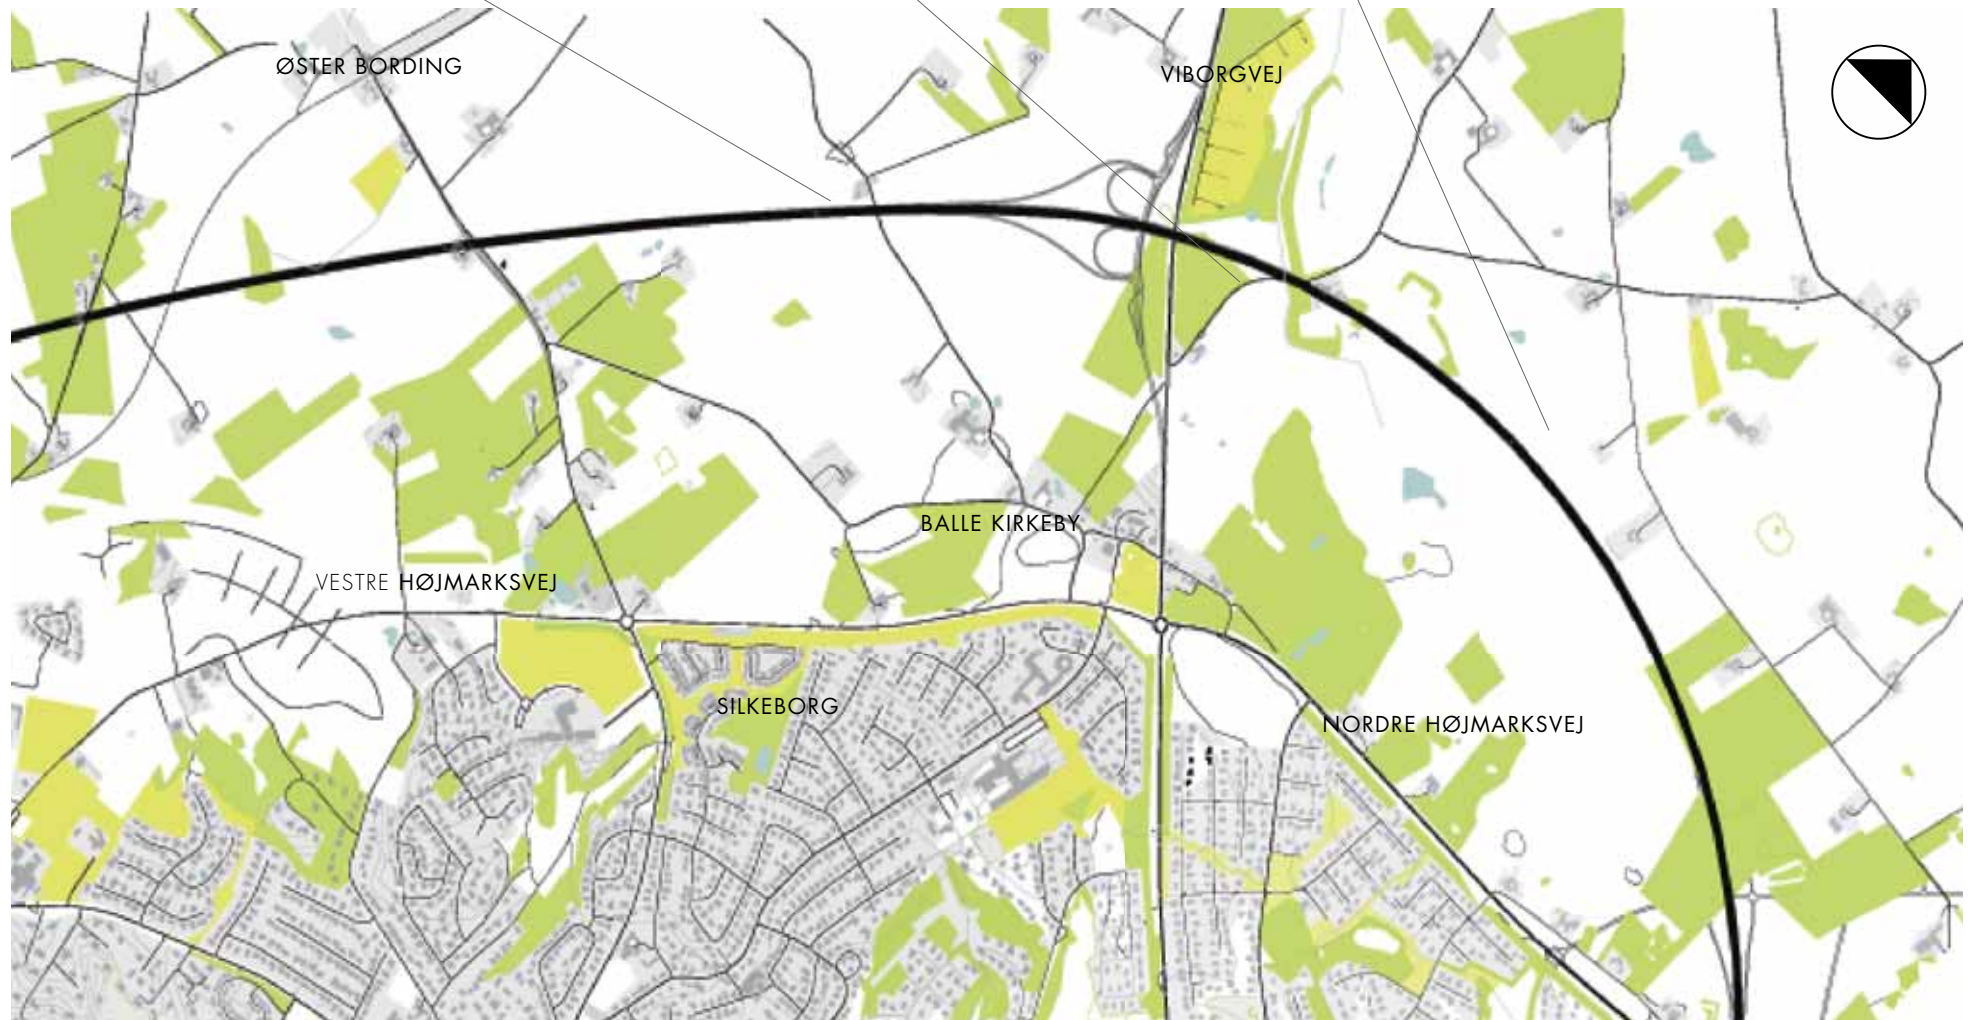 ØSTER BORDING
VIBORGVEJ
BALLE KIRKEBY
VESTRE HØJMARKSVEJ
SILKEBORG
NORDRE HØJMARKSVEJ